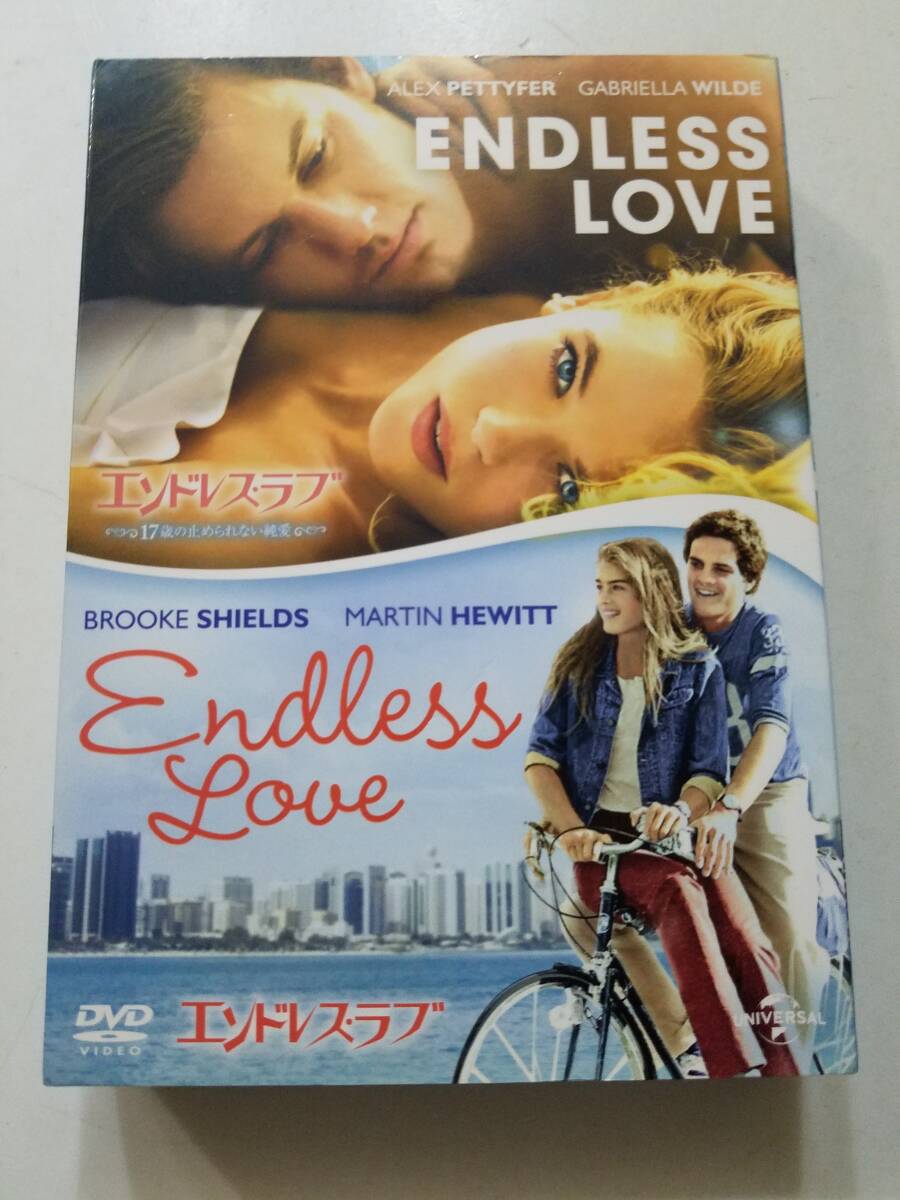 ALEX PETTYFER GABRIELLA WILDE
ENDLESS
LOVE
エンドレス・ラブ
17歳の止められない純愛
BROOKE SHIELDS MARTIN HEWITT
Endless
Love
DVD
VIDEO
エンドレス・ラブ
UNIVERSAL